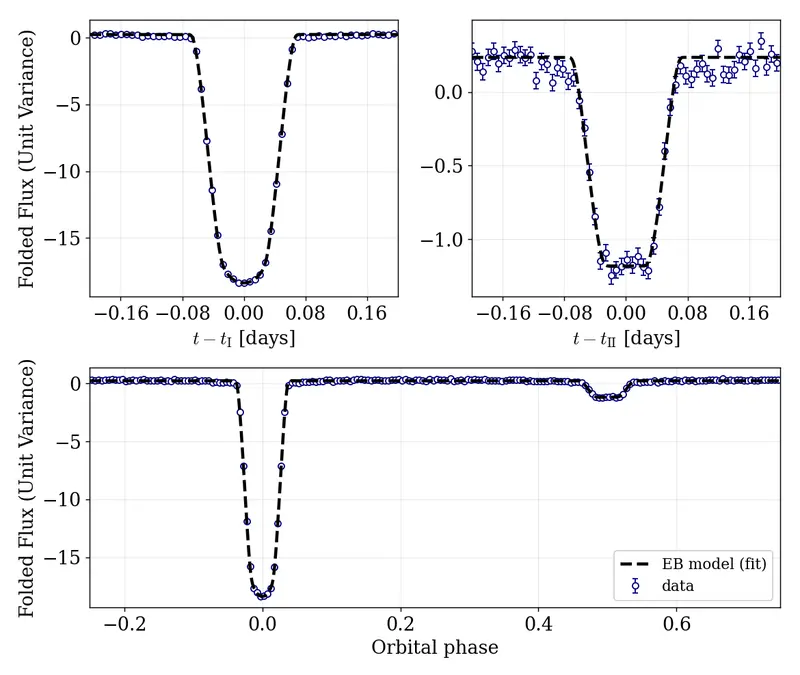 Folded Flux (Unit Variance)
0
−5
−10
−15
−0.16 −0.08 0.00 0.08 0.16
t − t_I [days]
0.0
−0.5
−1.0
−0.16 −0.08 0.00 0.08 0.16
t − t_II [days]
Folded Flux (Unit Variance)
0
−5
−10
−15
−0.2 0.0 0.2 0.4 0.6
Orbital phase
EB model (fit)
data